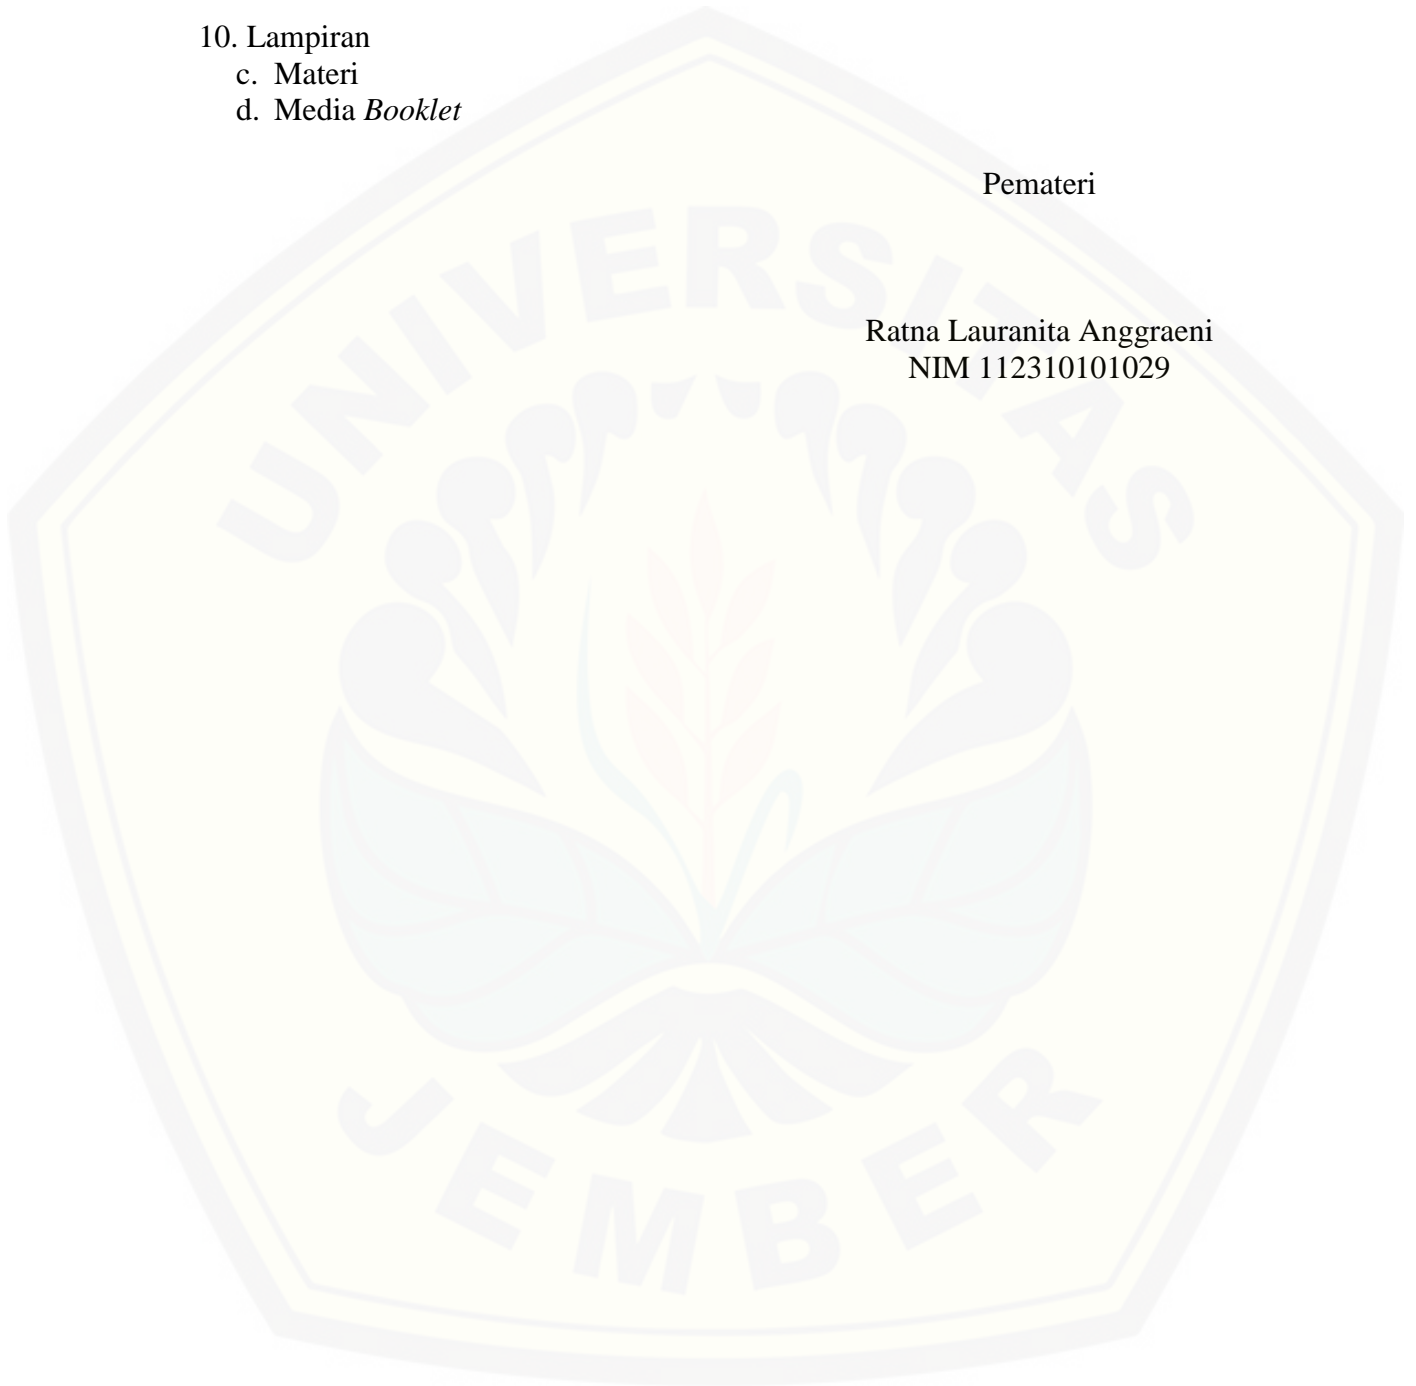 10. Lampiran
c. Materi
d. Media Booklet
Pemateri
Ratna Lauranita Anggraeni
NIM 112310101029
UNIVERSITAS
JEMBER